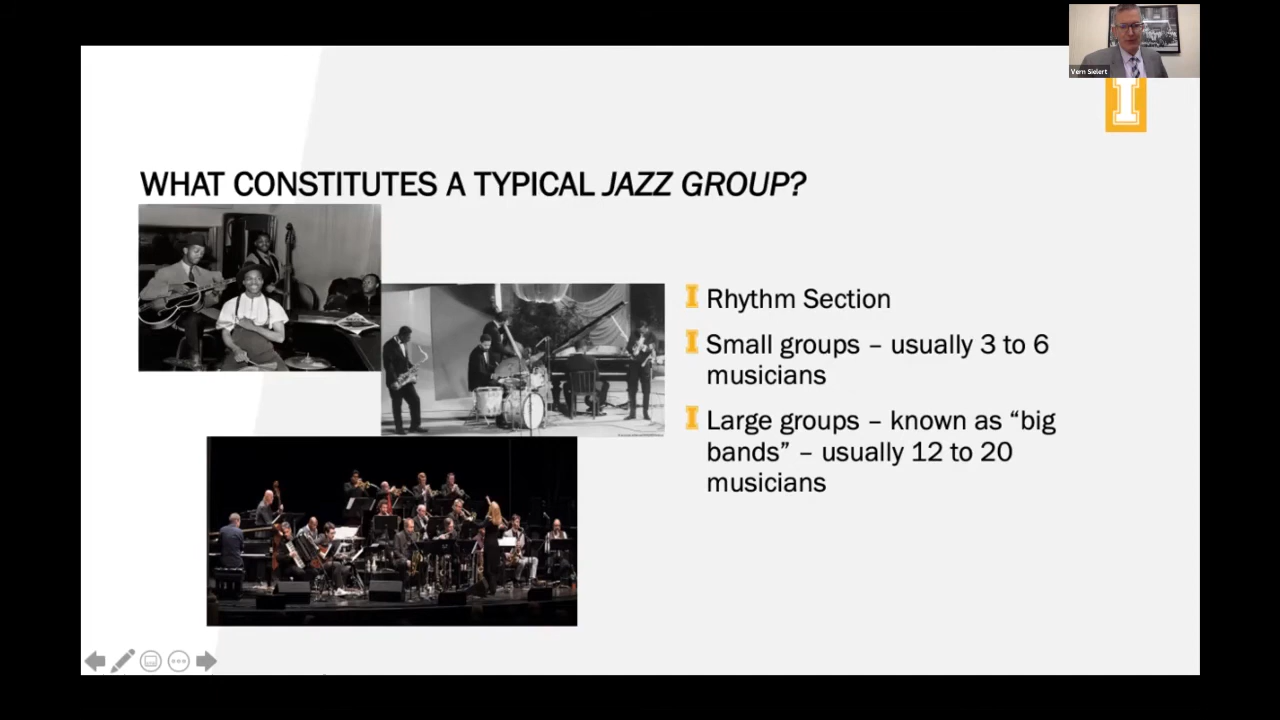 Vern Sielert
I
WHAT CONSTITUTES A TYPICAL JAZZ GROUP?
I Rhythm Section
I Small groups – usually 3 to 6
musicians
I Large groups – known as “big
bands” – usually 12 to 20
musicians